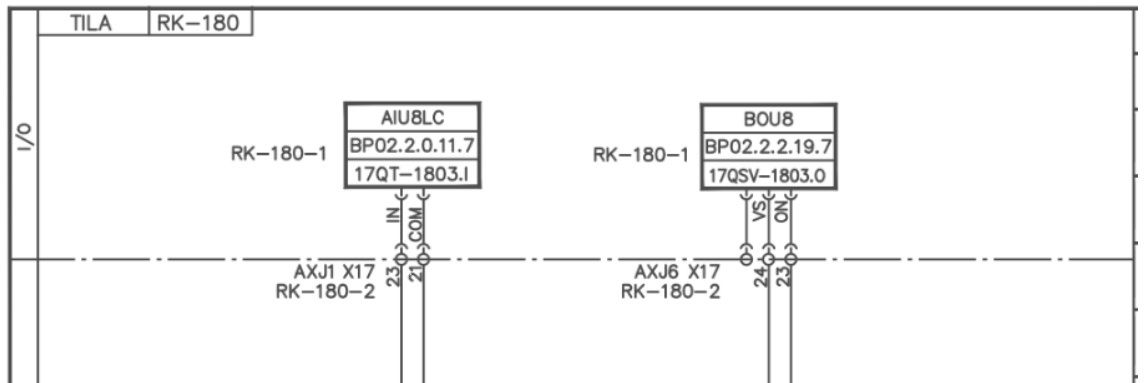 TILA RK-180
I/O
AIU8LC
BP02.2.0.11.7
17QT-1803.I
RK-180-1
IN COM
AXJ1 X17
RK-180-2
23 21
BOU8
BP02.2.2.19.7
17QSV-1803.O
RK-180-1
VS ON
AXJ6 X17
RK-180-2
24 23